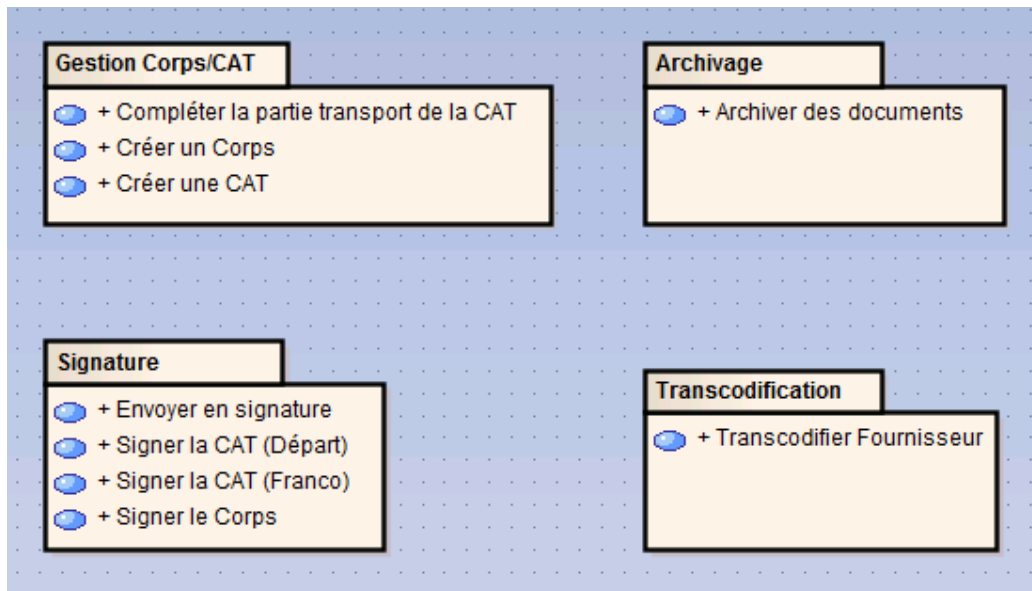 Gestion Corps/CAT
+ Compléter la partie transport de la CAT
+ Créer un Corps
+ Créer une CAT
Archivage
+ Archiver des documents
Signature
+ Envoyer en signature
+ Signer la CAT (Départ)
+ Signer la CAT (Franco)
+ Signer le Corps
Transcodification
+ Transcodifier Fournisseur